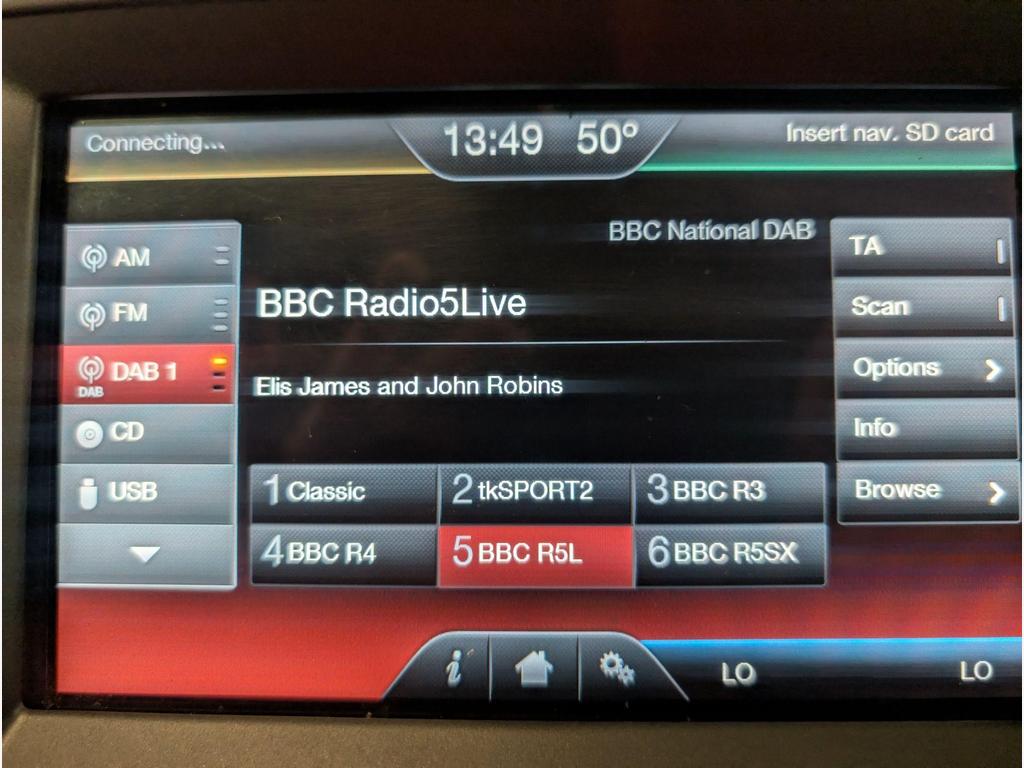 Connecting...
13:49 50º
Insert nav. SD card
BBC National DAB
AM
FM
DAB 1
DAB
CD
USB
BBC Radio5Live
Elis James and John Robins
1 Classic
2 tkSPORT2
3 BBC R3
4 BBC R4
5 BBC R5L
6 BBC R5SX
TA
Scan
Options
Info
Browse
i
LO
LO